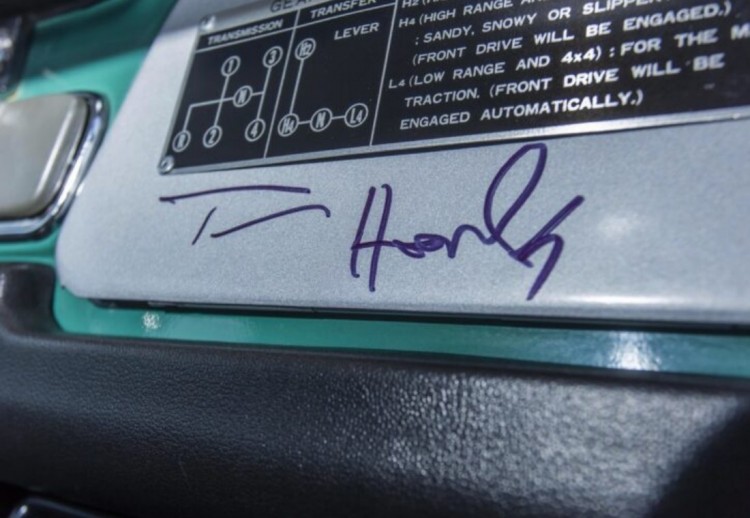 TRANSMISSION
TRANSFER
LEVER
1 3
N
R 2 4
H2
H4 N L4
H4 (HIGH RANGE
; SANDY, SNOWY OR
(FRONT DRIVE WILL BE ENGAGED.)
L4 (LOW RANGE AND 4x4) : FOR THE
TRACTION. (FRONT DRIVE WILL BE
ENGAGED AUTOMATICALLY.)